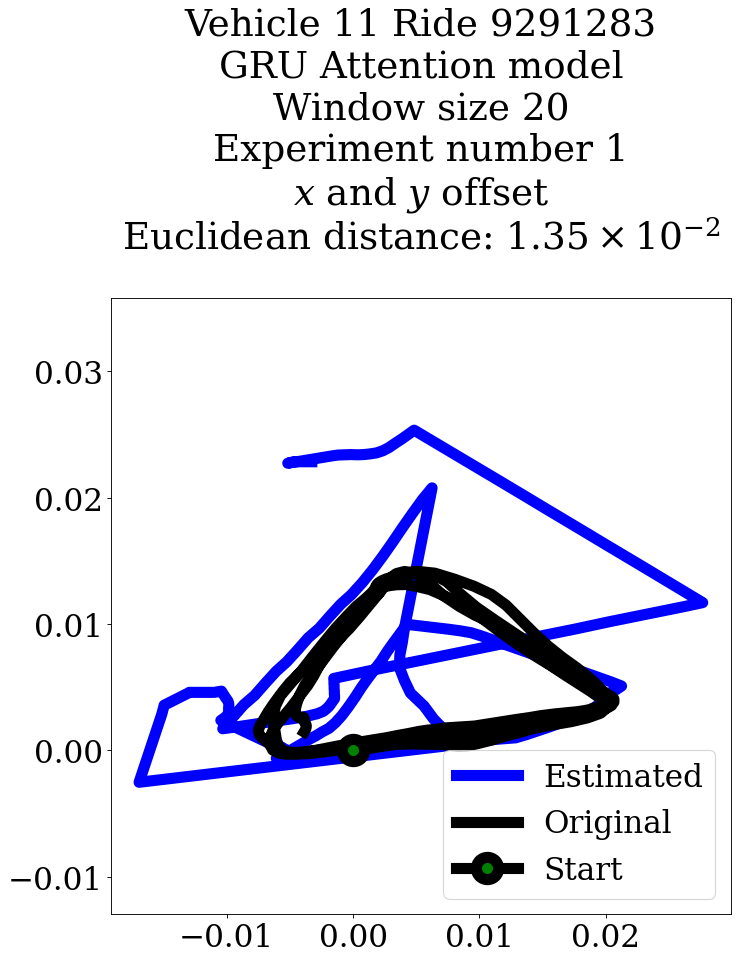 Vehicle 11 Ride 9291283
GRU Attention model
Window size 20
Experiment number 1
x and y offset
Euclidean distance: 1.35 × 10⁻²
0.03
0.02
0.01
0.00
−0.01
Estimated
Original
Start
−0.01 0.00 0.01 0.02